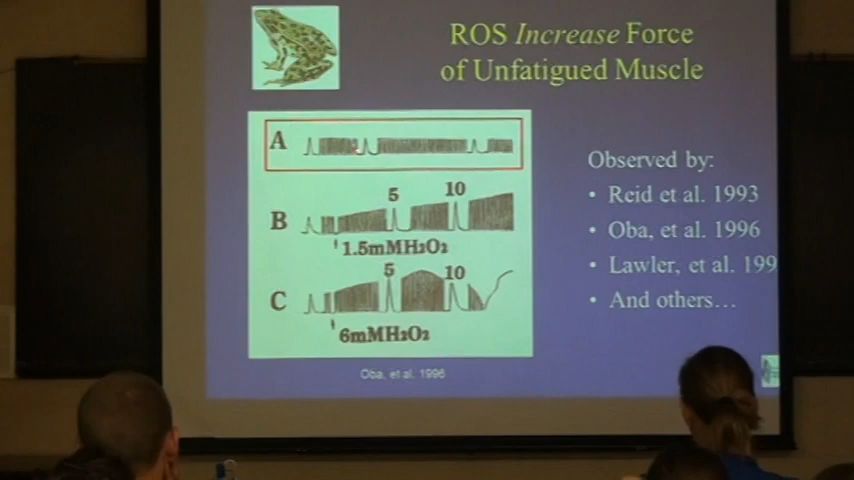 ROS Increase Force
of Unfatigued Muscle
A
5
10
B
1.5mMH₂O₂
5
10
C
6mMH₂O₂
Oba, et al. 1996
Observed by:
• Reid et al. 1993
• Oba, et al. 1996
• Lawler, et al. 199
• And others…